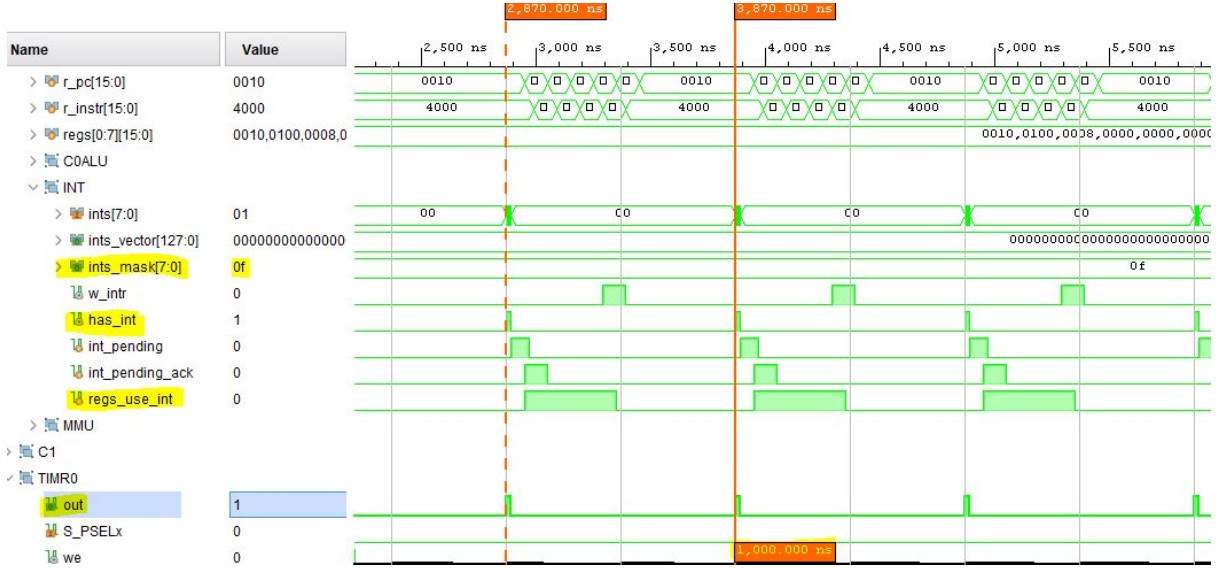 2,870.000 ns 3,870.000 ns
Name Value 2,500 ns 3,000 ns 3,500 ns 4,000 ns 4,500 ns 5,000 ns 5,500 ns
r_pc[15:0] 0010 0010 0010 0010 0010
r_instr[15:0] 4000 4000 4000 4000 4000
regs[0:7][15:0] 0010,0100,0008,0 0010,0100,0008,0000,0000,0000
C0ALU
INT
ints[7:0] 01 00 00 00 00
ints_vector[127:0] 00000000000000 00000000000000000000000000
ints_mask[7:0] 0f 0f
w_intr 0
has_int 1
int_pending 0
int_pending_ack 0
regs_use_int 0
MMU
C1
TIMR0
out 1
S_PSELx 0
we 0 1,000.000 ns